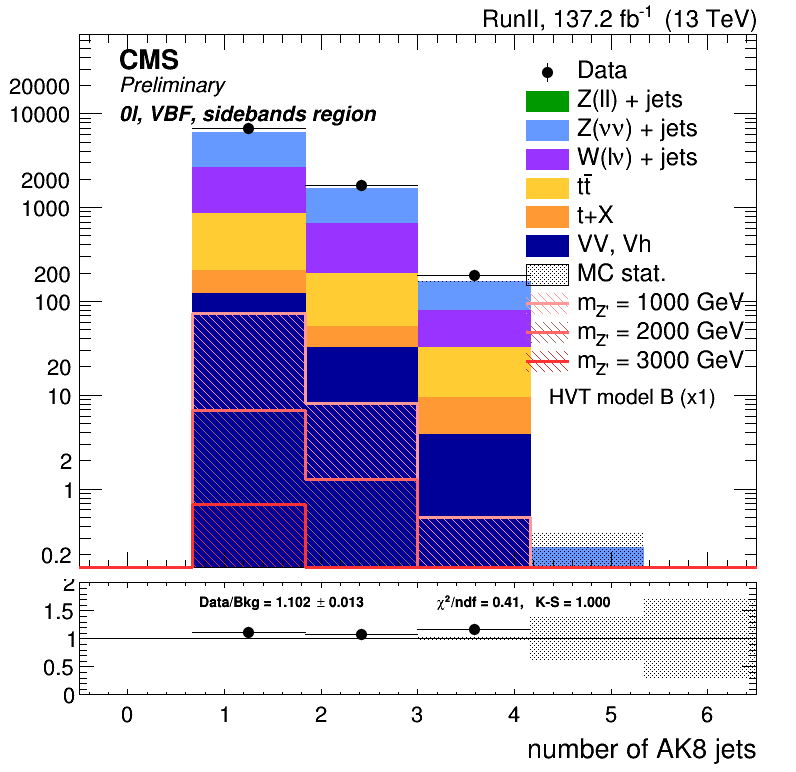 RunII, 137.2 fb⁻¹ (13 TeV)
CMS
Preliminary
0l, VBF, sidebands region
Data
Z(ll) + jets
Z(νν) + jets
W(lν) + jets
tt̄
t+X
VV, Vh
MC stat.
m_Z' = 1000 GeV
m_Z' = 2000 GeV
m_Z' = 3000 GeV
HVT model B (x1)
20000
10000
2000
1000
200
100
20
10
2
1
0.2
Data/Bkg = 1.102 ± 0.013
χ²/ndf = 0.41, K-S = 1.000
2
1.5
1
0.5
0
0 1 2 3 4 5 6
number of AK8 jets